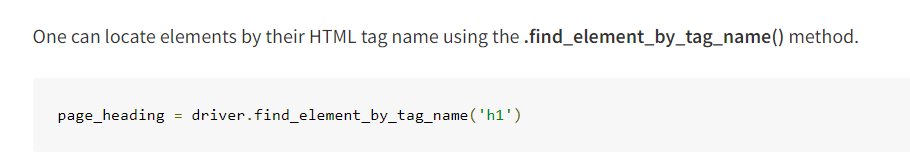 One can locate elements by their HTML tag name using the .find_element_by_tag_name() method.
page_heading = driver.find_element_by_tag_name('h1')